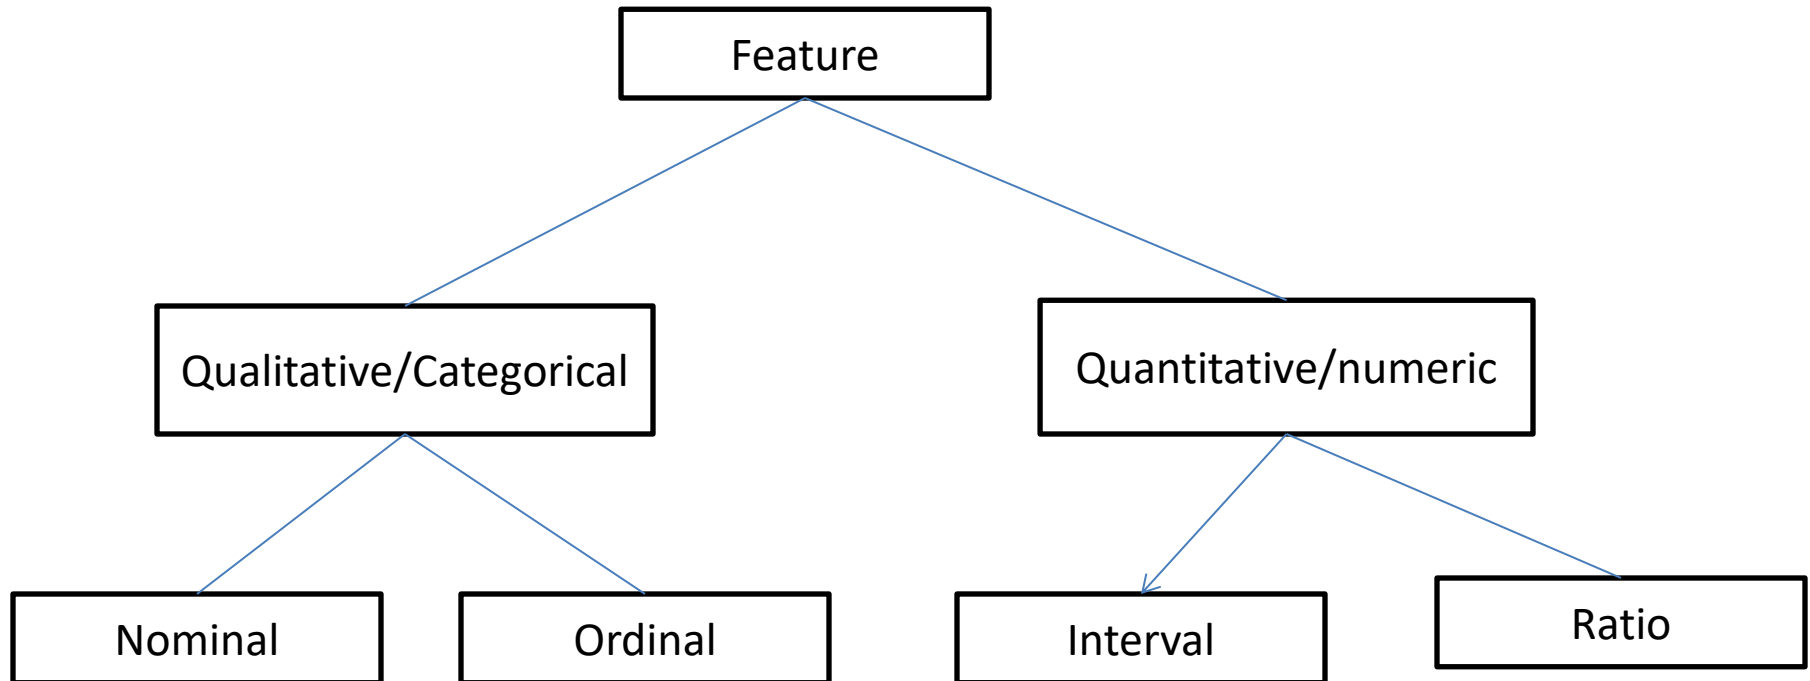 Feature
Qualitative/Categorical
Quantitative/numeric
Nominal
Ordinal
Interval
Ratio